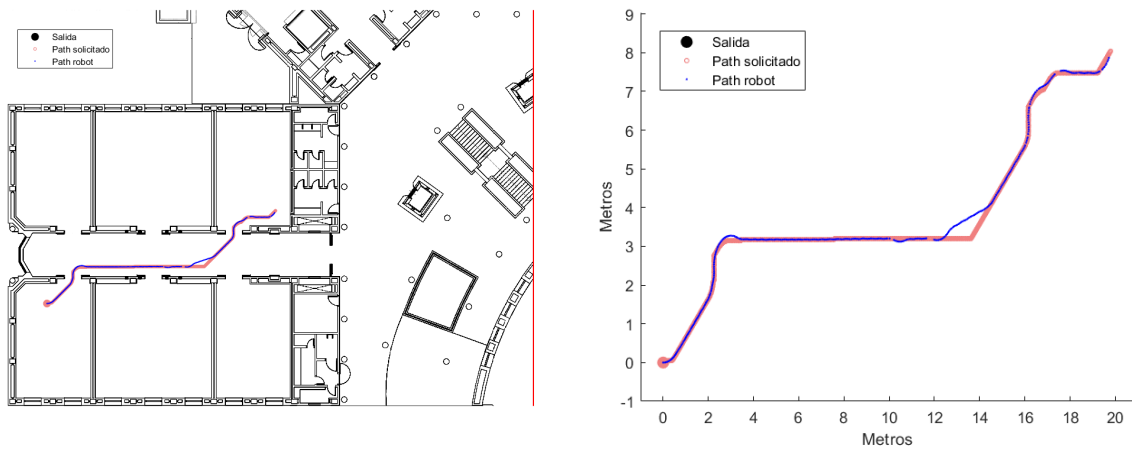 Salida
Path solicitado
Path robot
9
8
7
6
5
4
3
2
1
0
-1
Metros
Salida
Path solicitado
Path robot
0 2 4 6 8 10 12 14 16 18 20
Metros